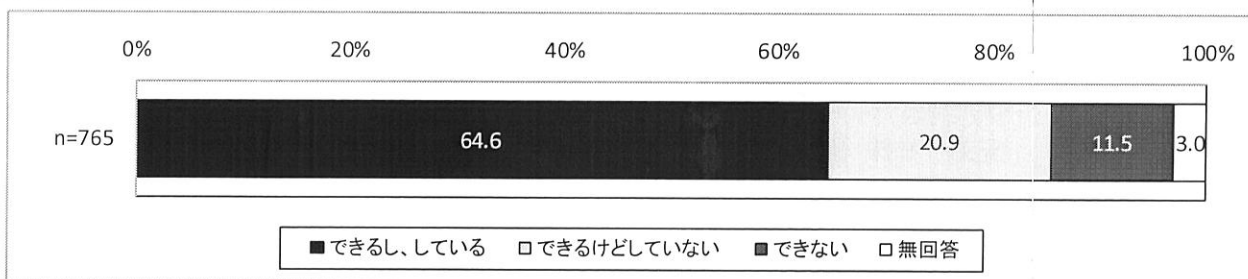 0% 20% 40% 60% 80% 100%
n=765 64.6 20.9 11.5 3.0
■できるし、している □できるけどしていない ■できない □無回答